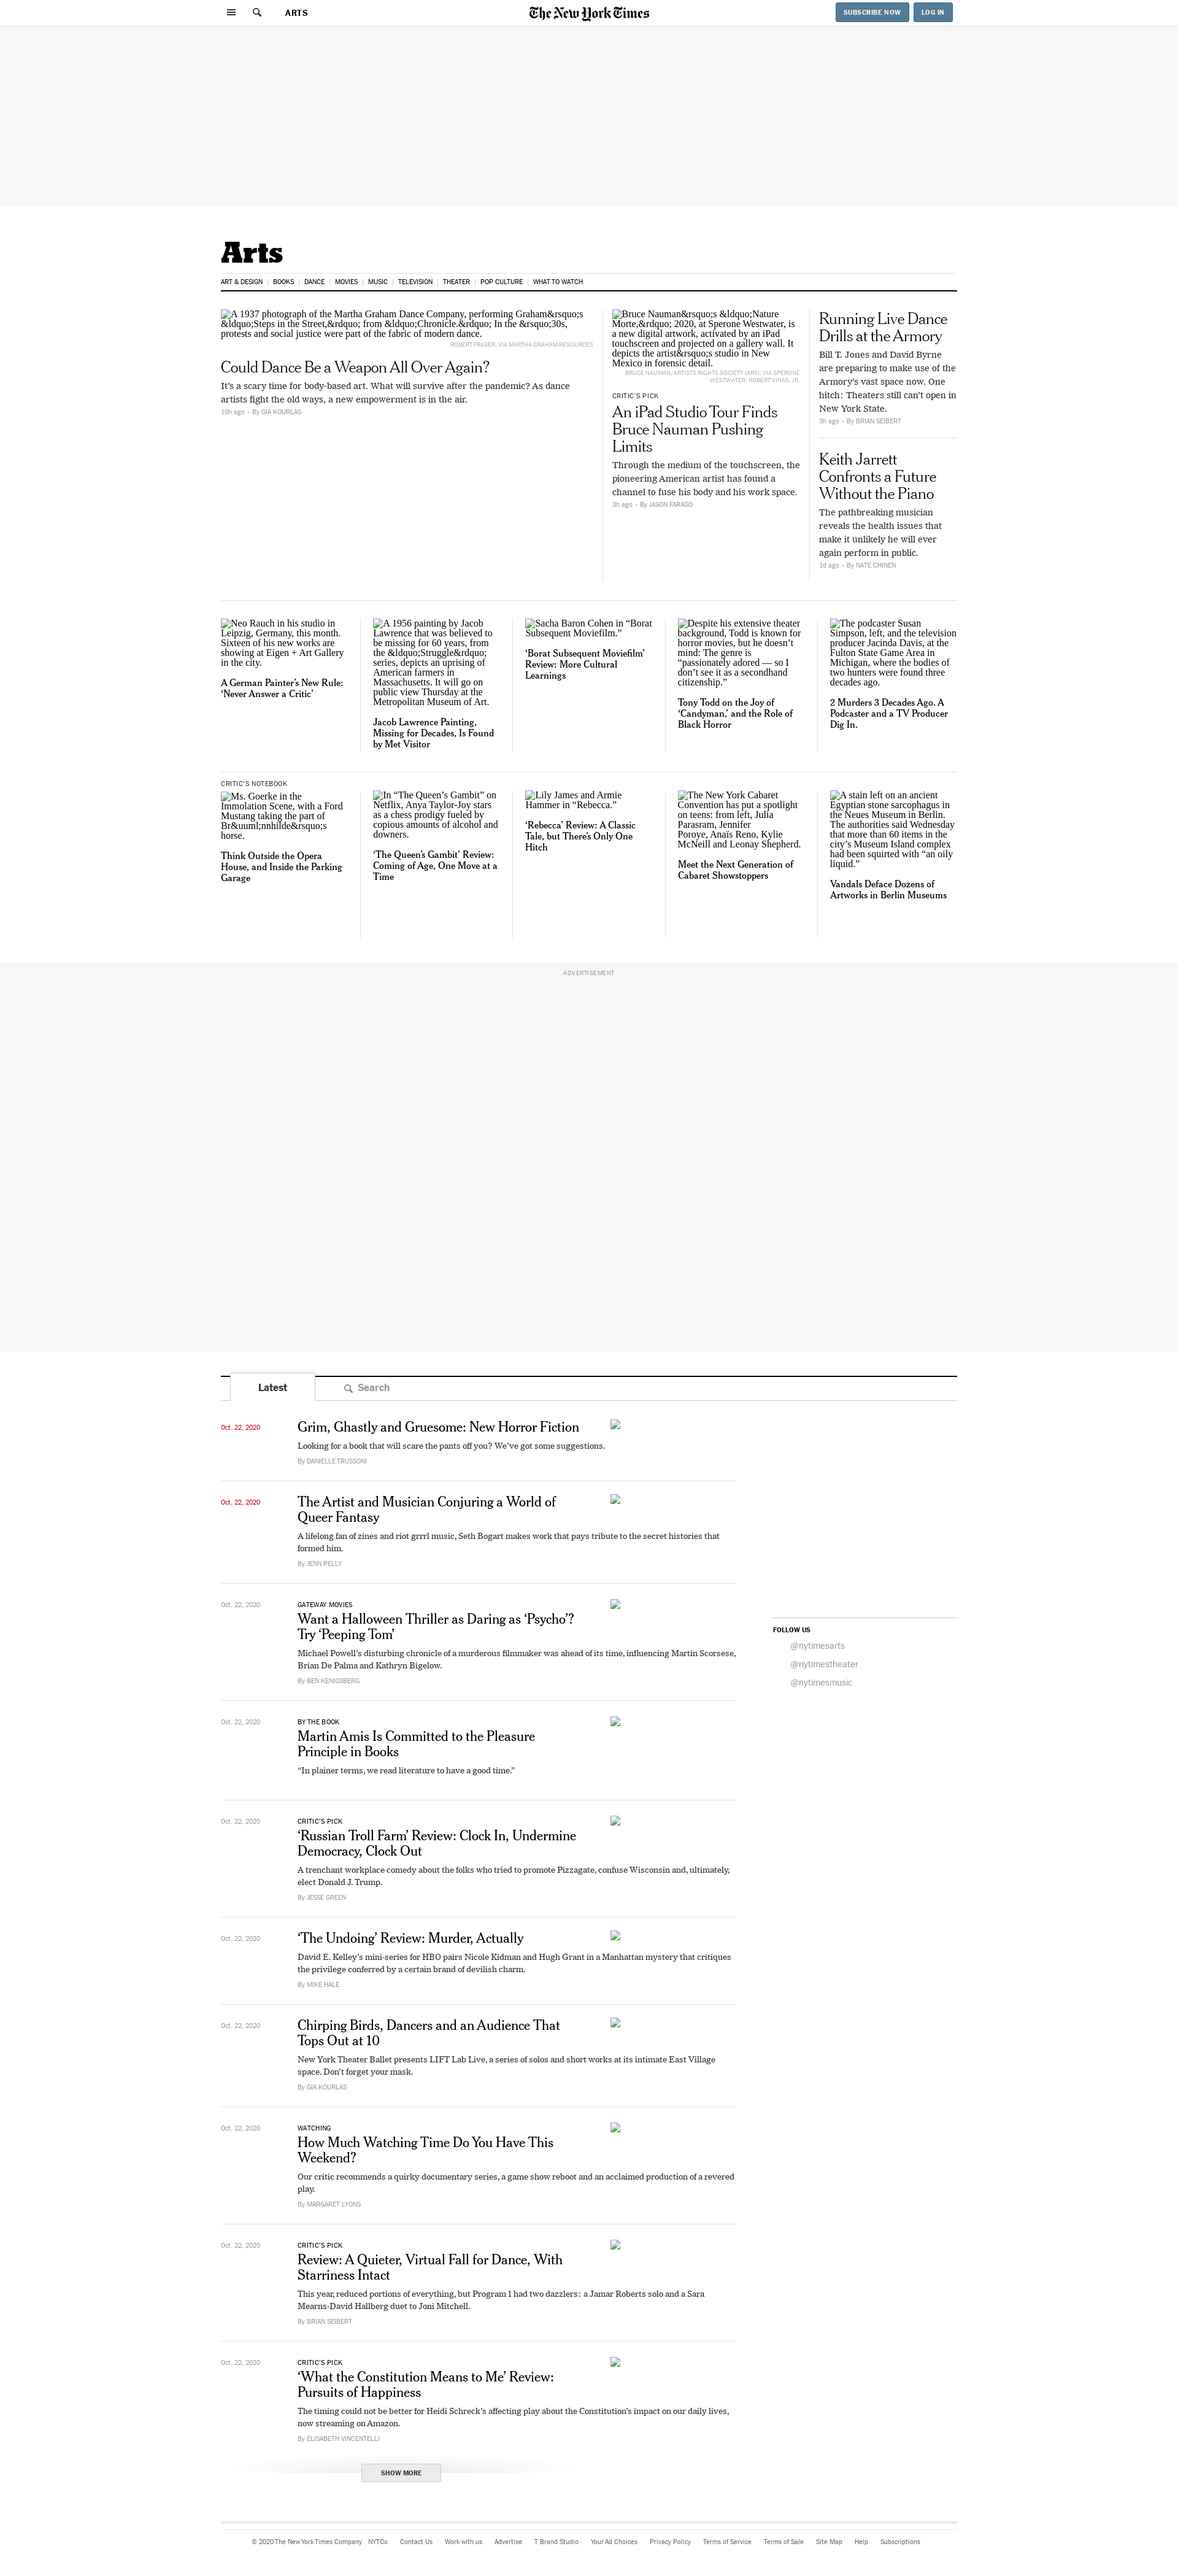 ARTS
The New York Times
SUBSCRIBE NOW
LOG IN
Arts
ART & DESIGN
BOOKS
DANCE
MOVIES
MUSIC
TELEVISION
THEATER
POP CULTURE
WHAT TO WATCH
A 1937 photograph of the Martha Graham Dance Company, performing Graham&rsquo;s
&ldquo;Steps in the Street,&rdquo; from &ldquo;Chronicle.&rdquo; In the &rsquo;30s,
protests and social justice were part of the fabric of modern dance.
ROBERT FRASER, VIA MARTHA GRAHAM RESOURCES
Could Dance Be a Weapon All Over Again?
It’s a scary time for body-based art. What will survive after the pandemic? As dance
artists fight the old ways, a new empowerment is in the air.
10h ago • By GIA KOURLAS
Bruce Nauman&rsquo;s &ldquo;Nature
Morte,&rdquo; 2020, at Sperone Westwater, is
a new digital artwork, activated by an iPad
touchscreen and projected on a gallery wall. It
depicts the artist&rsquo;s studio in New
Mexico in forensic detail.
BRUCE NAUMAN/ARTISTS RIGHTS SOCIETY (ARS), VIA SPERONE
WESTWATER; ROBERT VINAS, JR.
CRITIC’S PICK
An iPad Studio Tour Finds
Bruce Nauman Pushing
Limits
Through the medium of the touchscreen, the
pioneering American artist has found a
channel to fuse his body and his work space.
3h ago • By JASON FARAGO
Running Live Dance
Drills at the Armory
Bill T. Jones and David Byrne
are preparing to make use of the
Armory’s vast space now. One
hitch: Theaters still can’t open in
New York State.
3h ago • By BRIAN SEIBERT
Keith Jarrett
Confronts a Future
Without the Piano
The pathbreaking musician
reveals the health issues that
make it unlikely he will ever
again perform in public.
1d ago • By NATE CHINEN
Neo Rauch in his studio in
Leipzig, Germany, this month.
Sixteen of his new works are
showing at Eigen + Art Gallery
in the city.
A German Painter’s New Rule:
‘Never Answer a Critic’
A 1956 painting by Jacob
Lawrence that was believed to
be missing for 60 years, from
the &ldquo;Struggle&rdquo;
series, depicts an uprising of
American farmers in
Massachusetts. It will go on
public view Thursday at the
Metropolitan Museum of Art.
Jacob Lawrence Painting,
Missing for Decades, Is Found
by Met Visitor
Sacha Baron Cohen in “Borat
Subsequent Moviefilm.”
‘Borat Subsequent Moviefilm’
Review: More Cultural
Learnings
Despite his extensive theater
background, Todd is known for
horror movies, but he doesn’t
mind: The genre is
“passionately adored — so I
don’t see it as a secondhand
citizenship.”
Tony Todd on the Joy of
‘Candyman,’ and the Role of
Black Horror
The podcaster Susan
Simpson, left, and the television
producer Jacinda Davis, at the
Fulton State Game Area in
Michigan, where the bodies of
two hunters were found three
decades ago.
2 Murders 3 Decades Ago. A
Podcaster and a TV Producer
Dig In.
CRITIC’S NOTEBOOK
Ms. Goerke in the
Immolation Scene, with a Ford
Mustang taking the part of
Br&uuml;nnhilde&rsquo;s
horse.
Think Outside the Opera
House, and Inside the Parking
Garage
In “The Queen’s Gambit” on
Netflix, Anya Taylor-Joy stars
as a chess prodigy fueled by
copious amounts of alcohol and
downers.
‘The Queen’s Gambit’ Review:
Coming of Age, One Move at a
Time
Lily James and Armie
Hammer in “Rebecca.”
‘Rebecca’ Review: A Classic
Tale, but There’s Only One
Hitch
The New York Cabaret
Convention has put a spotlight
on teens: from left, Julia
Parasram, Jennifer
Poroye, Anaïs Reno, Kylie
McNeill and Leonay Shepherd.
Meet the Next Generation of
Cabaret Showstoppers
A stain left on an ancient
Egyptian stone sarcophagus in
the Neues Museum in Berlin.
The authorities said Wednesday
that more than 60 items in the
city’s Museum Island complex
had been squirted with “an oily
liquid.”
Vandals Deface Dozens of
Artworks in Berlin Museums
ADVERTISEMENT
Latest
Search
Oct. 22, 2020
Grim, Ghastly and Gruesome: New Horror Fiction
Looking for a book that will scare the pants off you? We’ve got some suggestions.
By DANIELLE TRUSSONI
Oct. 22, 2020
The Artist and Musician Conjuring a World of
Queer Fantasy
A lifelong fan of zines and riot grrrl music, Seth Bogart makes work that pays tribute to the secret histories that
formed him.
By JENN PELLY
Oct. 22, 2020
GATEWAY MOVIES
Want a Halloween Thriller as Daring as ‘Psycho’?
Try ‘Peeping Tom’
Michael Powell’s disturbing chronicle of a murderous filmmaker was ahead of its time, influencing Martin Scorsese,
Brian De Palma and Kathryn Bigelow.
By BEN KENIGSBERG
FOLLOW US
@nytimesarts
@nytimestheater
@nytimesmusic
Oct. 22, 2020
BY THE BOOK
Martin Amis Is Committed to the Pleasure
Principle in Books
“In plainer terms, we read literature to have a good time.”
Oct. 22, 2020
CRITIC’S PICK
‘Russian Troll Farm’ Review: Clock In, Undermine
Democracy, Clock Out
A trenchant workplace comedy about the folks who tried to promote Pizzagate, confuse Wisconsin and, ultimately,
elect Donald J. Trump.
By JESSE GREEN
Oct. 22, 2020
‘The Undoing’ Review: Murder, Actually
David E. Kelley’s mini-series for HBO pairs Nicole Kidman and Hugh Grant in a Manhattan mystery that critiques
the privilege conferred by a certain brand of devilish charm.
By MIKE HALE
Oct. 22, 2020
Chirping Birds, Dancers and an Audience That
Tops Out at 10
New York Theater Ballet presents LIFT Lab Live, a series of solos and short works at its intimate East Village
space. Don’t forget your mask.
By GIA KOURLAS
Oct. 22, 2020
WATCHING
How Much Watching Time Do You Have This
Weekend?
Our critic recommends a quirky documentary series, a game show reboot and an acclaimed production of a revered
play.
By MARGARET LYONS
Oct. 22, 2020
CRITIC’S PICK
Review: A Quieter, Virtual Fall for Dance, With
Starriness Intact
This year, reduced portions of everything, but Program 1 had two dazzlers: a Jamar Roberts solo and a Sara
Mearns-David Hallberg duet to Joni Mitchell.
By BRIAN SEIBERT
Oct. 22, 2020
CRITIC’S PICK
‘What the Constitution Means to Me’ Review:
Pursuits of Happiness
The timing could not be better for Heidi Schreck’s affecting play about the Constitution’s impact on our daily lives,
now streaming on Amazon.
By ELISABETH VINCENTELLI
SHOW MORE
© 2020 The New York Times Company NYTCo Contact Us Work with us Advertise T Brand Studio Your Ad Choices Privacy Policy Terms of Service Terms of Sale Site Map Help Subscriptions